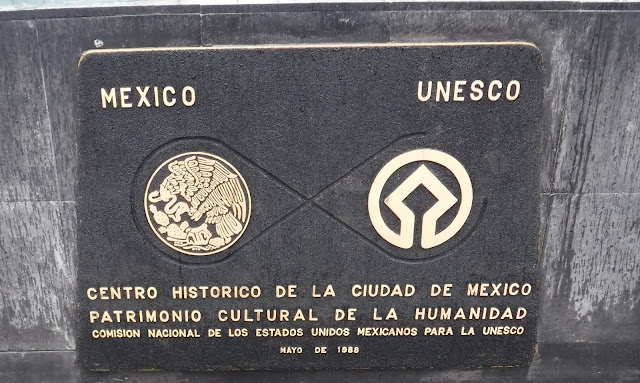 MEXICO UNESCO
CENTRO HISTORICO DE LA CIUDAD DE MEXICO
PATRIMONIO CULTURAL DE LA HUMANIDAD
COMISION NACIONAL DE LOS ESTADOS UNIDOS MEXICANOS PARA LA UNESCO
MAYO DE 1988